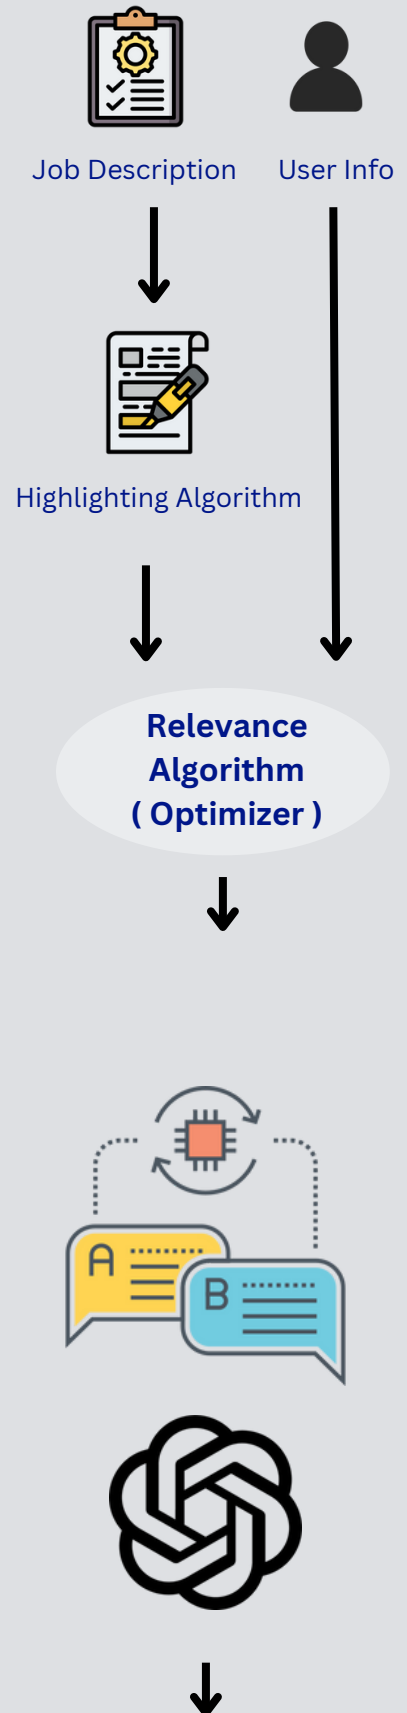 Job Description
User Info
Highlighting Algorithm
Relevance
Algorithm
( Optimizer )
A
B